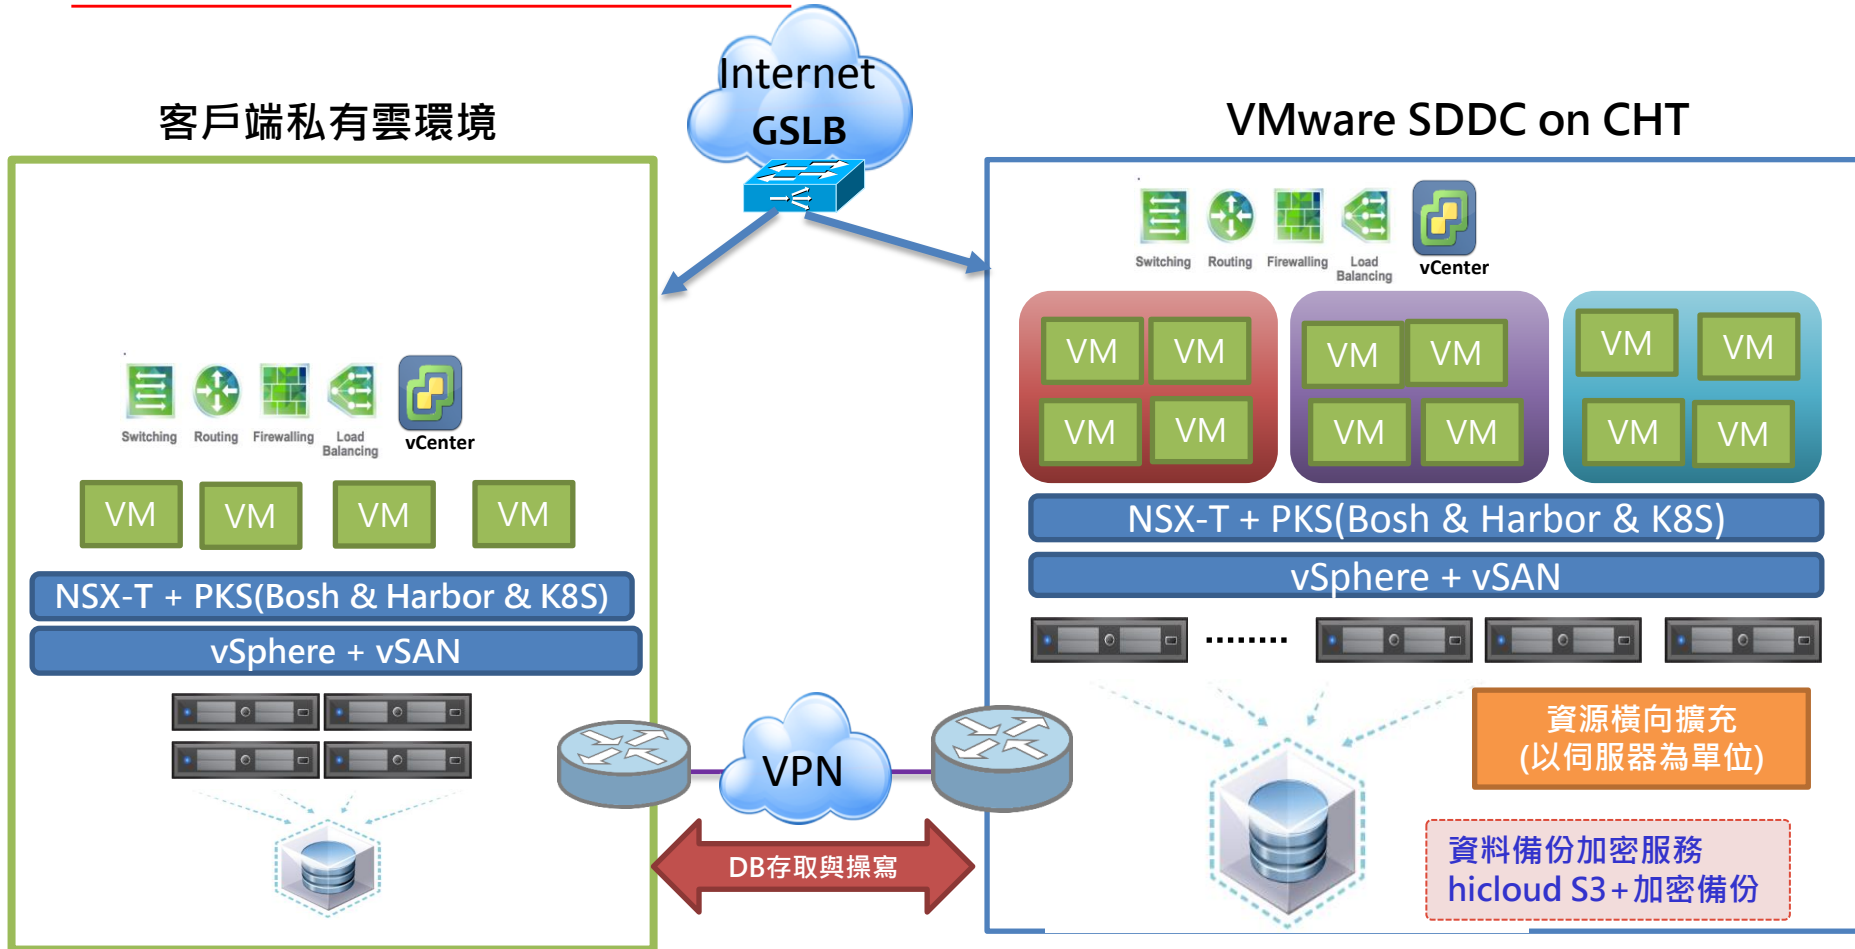 Internet
GSLB
客戶端私有雲環境
VMware SDDC on CHT
Switching
Routing
Firewalling
Load
Balancing
vCenter
VM
VM
VM
VM
NSX-T + PKS(Bosh & Harbor & K8S)
vSphere + vSAN
Switching
Routing
Firewalling
Load
Balancing
vCenter
VM
VM
VM
VM
VM
VM
VM
VM
VM
VM
VM
VM
NSX-T + PKS(Bosh & Harbor & K8S)
vSphere + vSAN
........
VPN
DB存取與操寫
資源橫向擴充
(以伺服器為單位)
資料備份加密服務
hicloud S3+加密備份